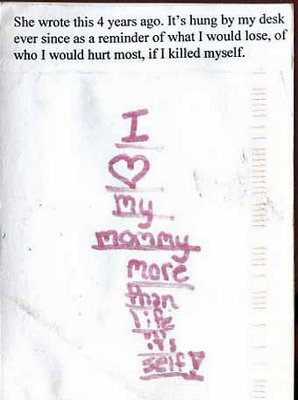 She wrote this 4 years ago. It's hung by my desk
ever since as a reminder of what I would lose, of
who I would hurt most, if I killed myself.
I
♡
my
mommy
more
than
life
it's
self!